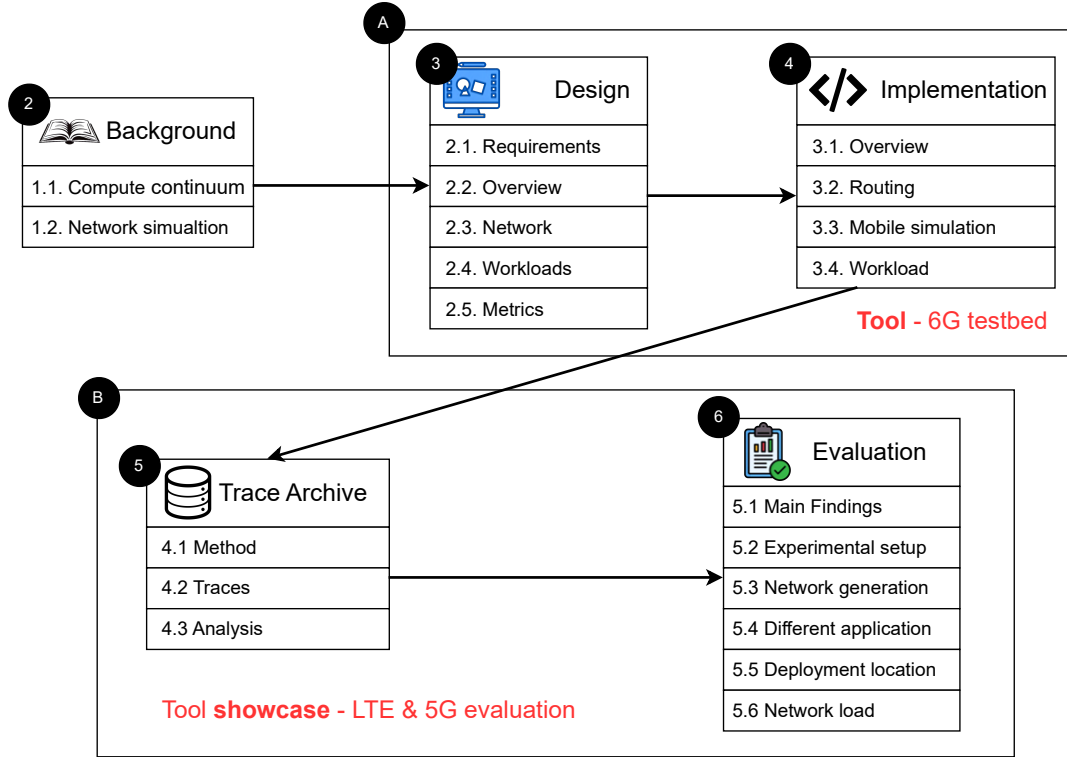 A
2
Background
1.1. Compute continuum
1.2. Network simualtion
3
Design
2.1. Requirements
2.2. Overview
2.3. Network
2.4. Workloads
2.5. Metrics
4
Implementation
3.1. Overview
3.2. Routing
3.3. Mobile simulation
3.4. Workload
Tool - 6G testbed
B
5
Trace Archive
4.1 Method
4.2 Traces
4.3 Analysis
6
Evaluation
5.1 Main Findings
5.2 Experimental setup
5.3 Network generation
5.4 Different application
5.5 Deployment location
5.6 Network load
Tool showcase - LTE & 5G evaluation